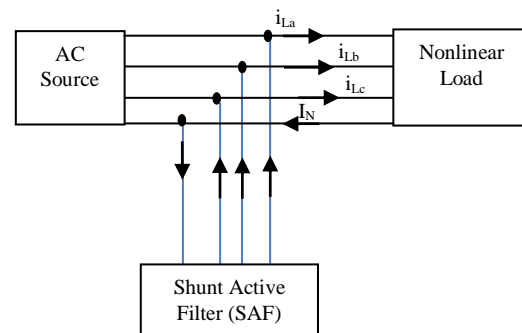 i_La
AC
Source
i_Lb
Nonlinear
Load
i_Lc
I_N
Shunt Active
Filter (SAF)